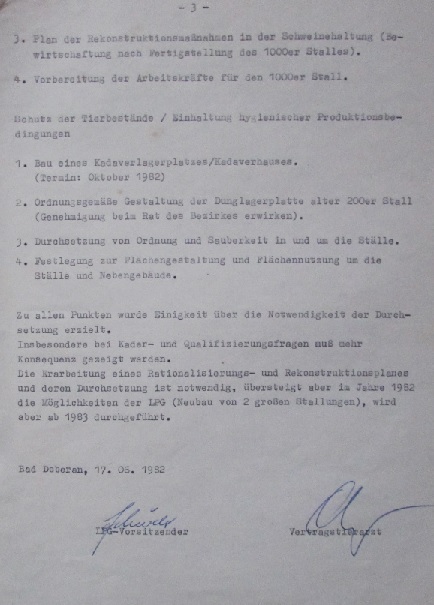 - 3 -
3. Plan der Rekonstruktionsmaßnahmen in der Schweinehaltung (Be-
wirtschaftung nach Fertigstellung des 1000er Stalles).
4. Vorbereitung der Arbeitskräfte für den 1000er Stall.
Schutz der Tierbestände / Einhaltung hygienischer Produktionsbe-
dingungen
1. Bau eines Kadaverlagerplatzes/Kadaverhauses.
(Termin: Oktober 1982)
2. Ordnungsgemäße Gestaltung der Dunglagerplatte alter 200er Stall
(Genehmigung beim Rat des Bezirkes erwirken).
3. Durchsetzung von Ordnung und Sauberkeit in und um die Ställe.
4. Festlegung zur Flächengestaltung und Flächennutzung um die
Ställe und Nebengebäude.
Zu allen Punkten wurde Einigkeit über die Notwendigkeit der Durch-
setzung erzielt.
Insbesondere bei Kader- und Qualifizierungsfragen muß mehr
Konsequenz gezeigt werden.
Die Erarbeitung eines Rationalisierungs- und Rekonstruktionsplanes
und deren Durchsetzung ist notwendig, übersteigt aber im Jahre 1982
die Möglichkeiten der LPG (Neubau von 2 großen Stallungen), wird
aber ab 1983 durchgeführt.
Bad Doberan, 17. 06. 1982
LPG-Vorsitzender Vertragstierarzt